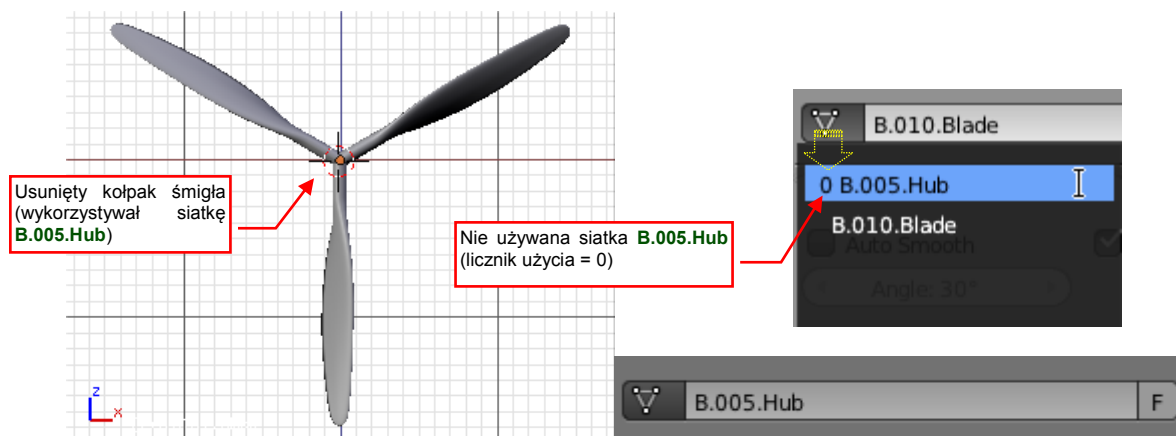 Usunięty kołpak śmigła
(wykorzystywał siatkę
B.005.Hub)
z
x
Nie używana siatka B.005.Hub
(licznik użycia = 0)
B.010.Blade
0 B.005.Hub
B.010.Blade
Auto Smooth
Angle: 30°
B.005.Hub
F